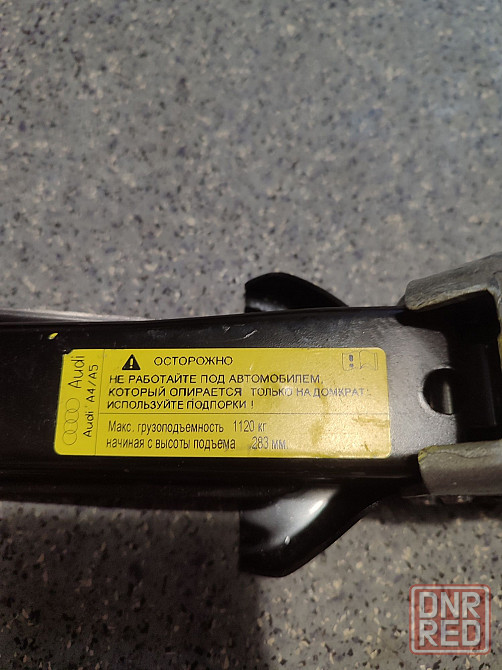 Audi
Audi A4/A5
ОСТОРОЖНО
НЕ РАБОТАЙТЕ ПОД АВТОМОБИЛЕМ,
КОТОРЫЙ ОПИРАЕТСЯ ТОЛЬКО НА ДОМКРАТ!
ИСПОЛЬЗУЙТЕ ПОДПОРКИ !
Макс. грузоподъемность 1120 кг
начиная с высоты подъема 283 мм.
DNR
RED